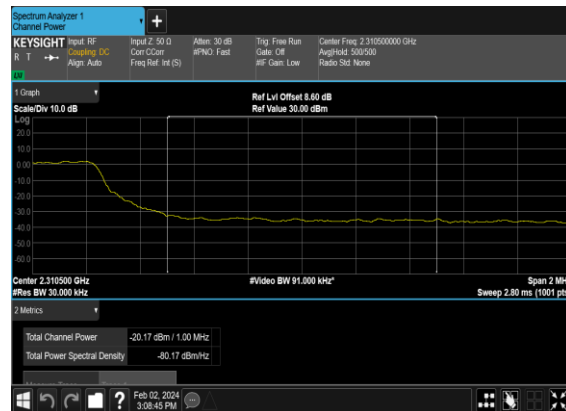 Spectrum Analyzer 1
Channel Power
+
KEYSIGHT Input: RF Input Z: 50 Ω Atten: 30 dB Trig: Free Run Center Freq: 2.310500000 GHz
R T Coupling: DC Corr CCorr #PNO: Fast Gate: Off Avg|Hold: 500/500
Align: Auto Freq Ref: Int (S) #IF Gain: Low Radio Std: None
1 Graph Ref Lvl Offset 8.60 dB
Scale/Div 10.0 dB Ref Value 30.00 dBm
Log
20.0
10.0
0.00
-10.0
-20.0
-30.0
-40.0
-50.0
-60.0
Center 2.310500 GHz #Video BW 91.000 kHz* Span 2 MH
#Res BW 30.000 kHz Sweep 2.80 ms (1001 pts
2 Metrics
Total Channel Power -20.17 dBm / 1.00 MHz
Total Power Spectral Density -80.17 dBm/Hz
? Feb 02, 2024
3:08:45 PM